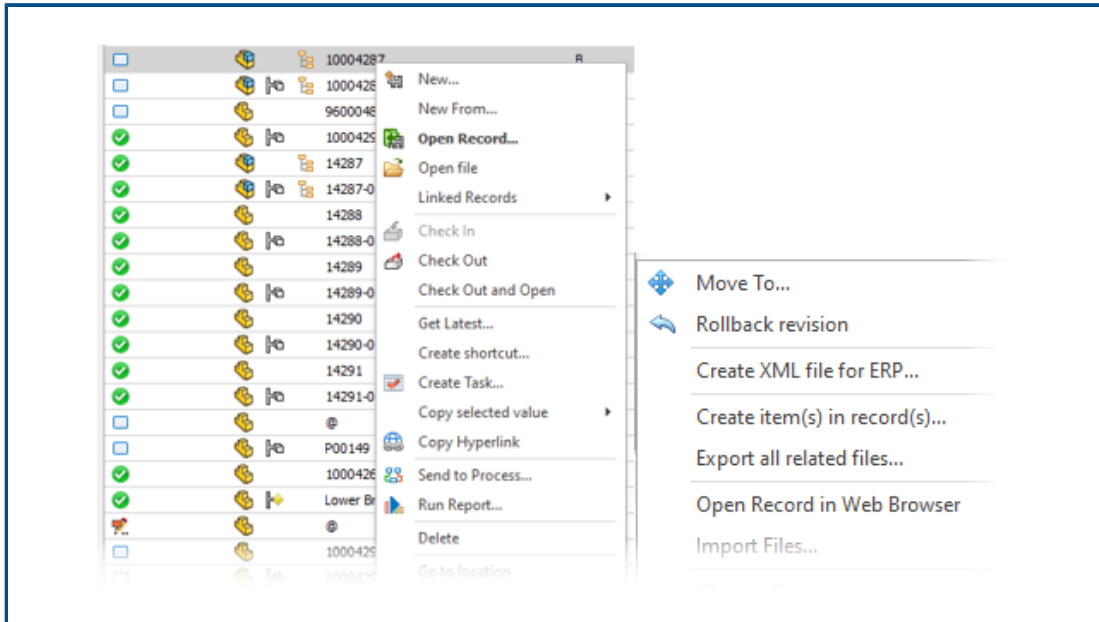 10004287 B
1000428
9600048
1000429
14287
14287-0
14288
14288-0
14289
14289-0
14290
14290-0
14291
14291-0
@
P00149
1000426
Lower Br
@
1000429
1000429
New...
New From...
Open Record...
Open file
Linked Records
Check In
Check Out
Check Out and Open
Get Latest...
Create shortcut...
Create Task...
Copy selected value
Copy Hyperlink
Send to Process...
Run Report...
Delete
Go to location
Move To...
Rollback revision
Create XML file for ERP...
Create item(s) in record(s)...
Export all related files...
Open Record in Web Browser
Import Files...